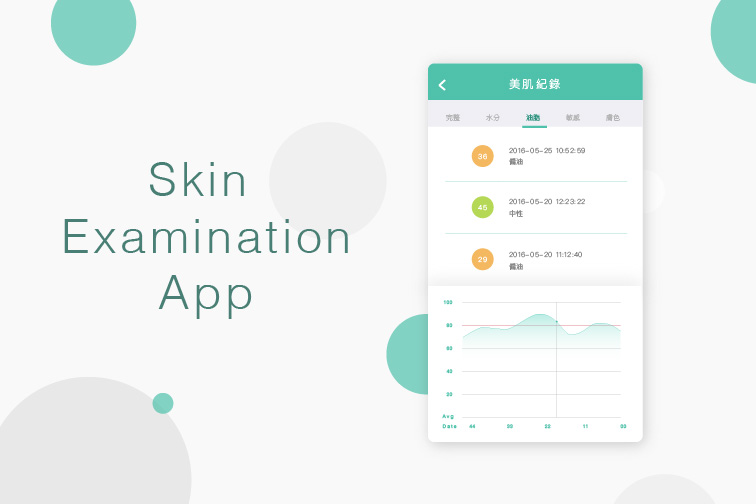 Skin
Examination
App
美肌紀錄
完整 水分 油脂 敏感 膚色
36 2016-05-25 10:52:59
偏油
45 2016-05-20 12:23:22
中性
29 2016-05-20 11:12:40
偏油
100
80
60
40
20
Avg
Date 44 33 22 11 00